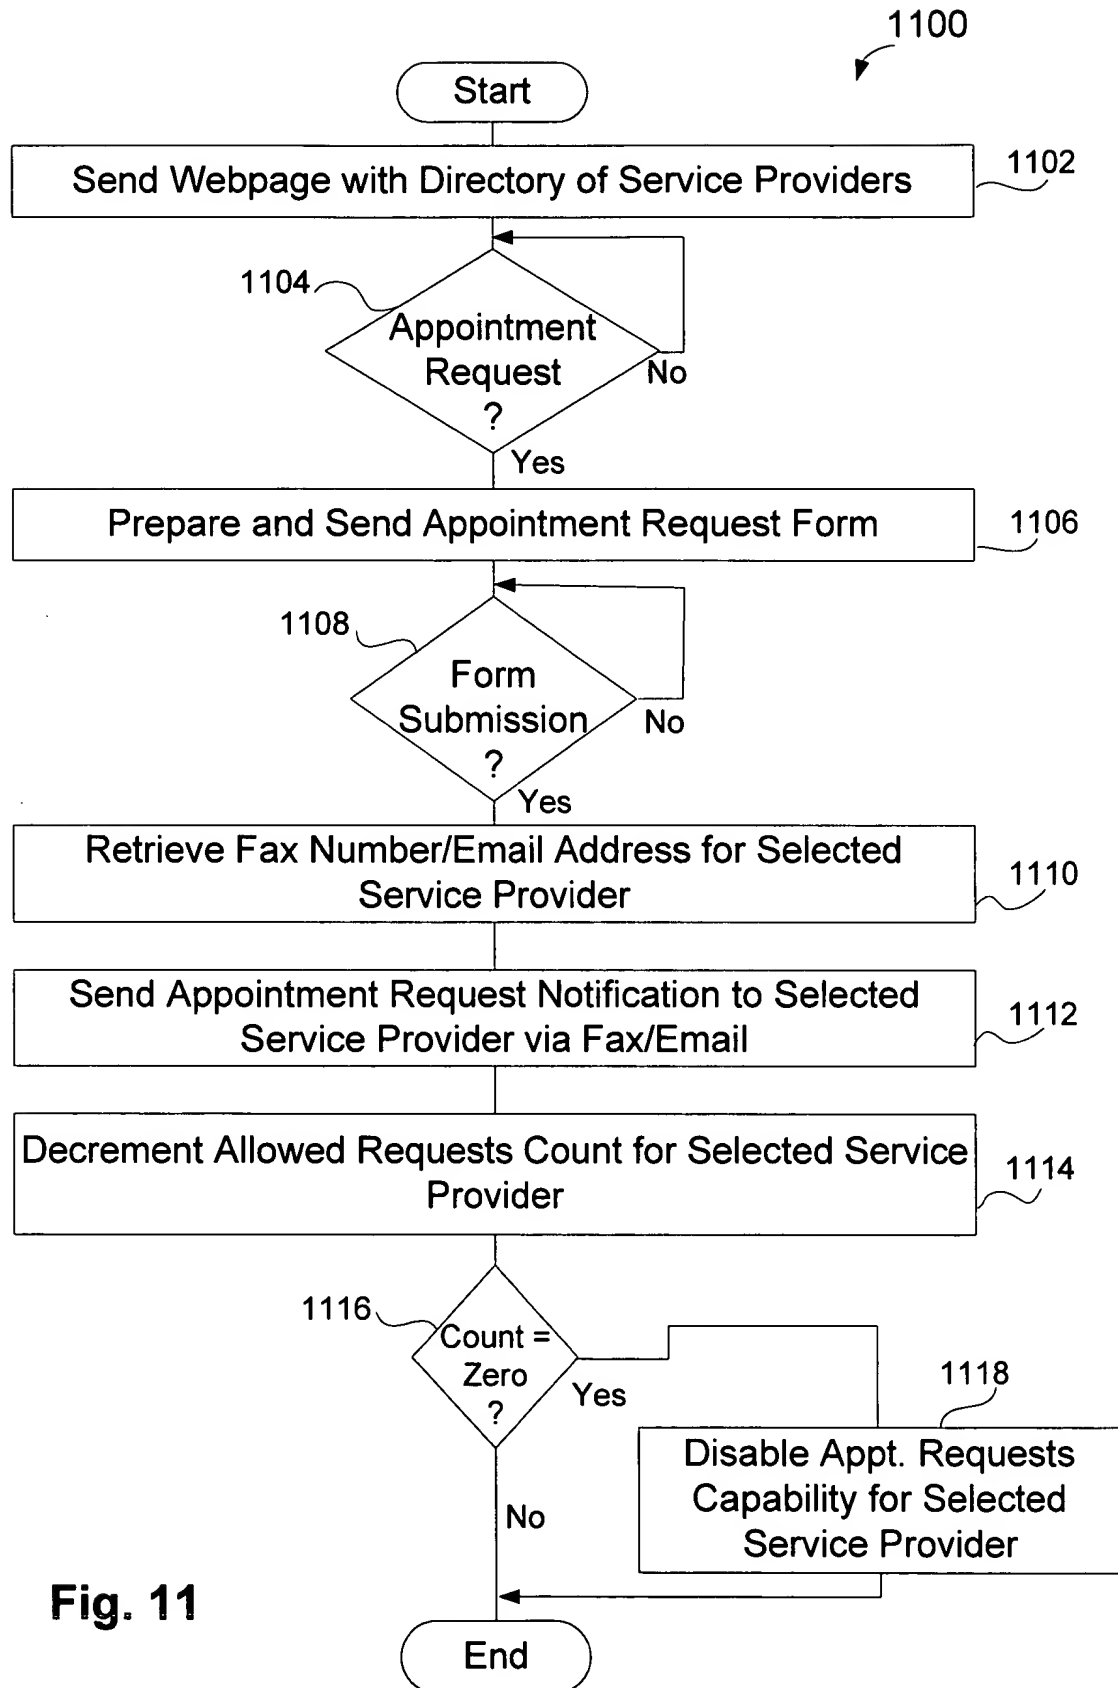 1100
Start
Send Webpage with Directory of Service Providers
1102
1104
Appointment
Request
?
No
Yes
Prepare and Send Appointment Request Form
1106
1108
Form
Submission
?
No
Yes
Retrieve Fax Number/Email Address for Selected
Service Provider
1110
Send Appointment Request Notification to Selected
Service Provider via Fax/Email
1112
Decrement Allowed Requests Count for Selected Service
Provider
1114
1116
Count =
Zero
?
Yes
1118
Disable Appt. Requests
Capability for Selected
Service Provider
No
Fig. 11
End